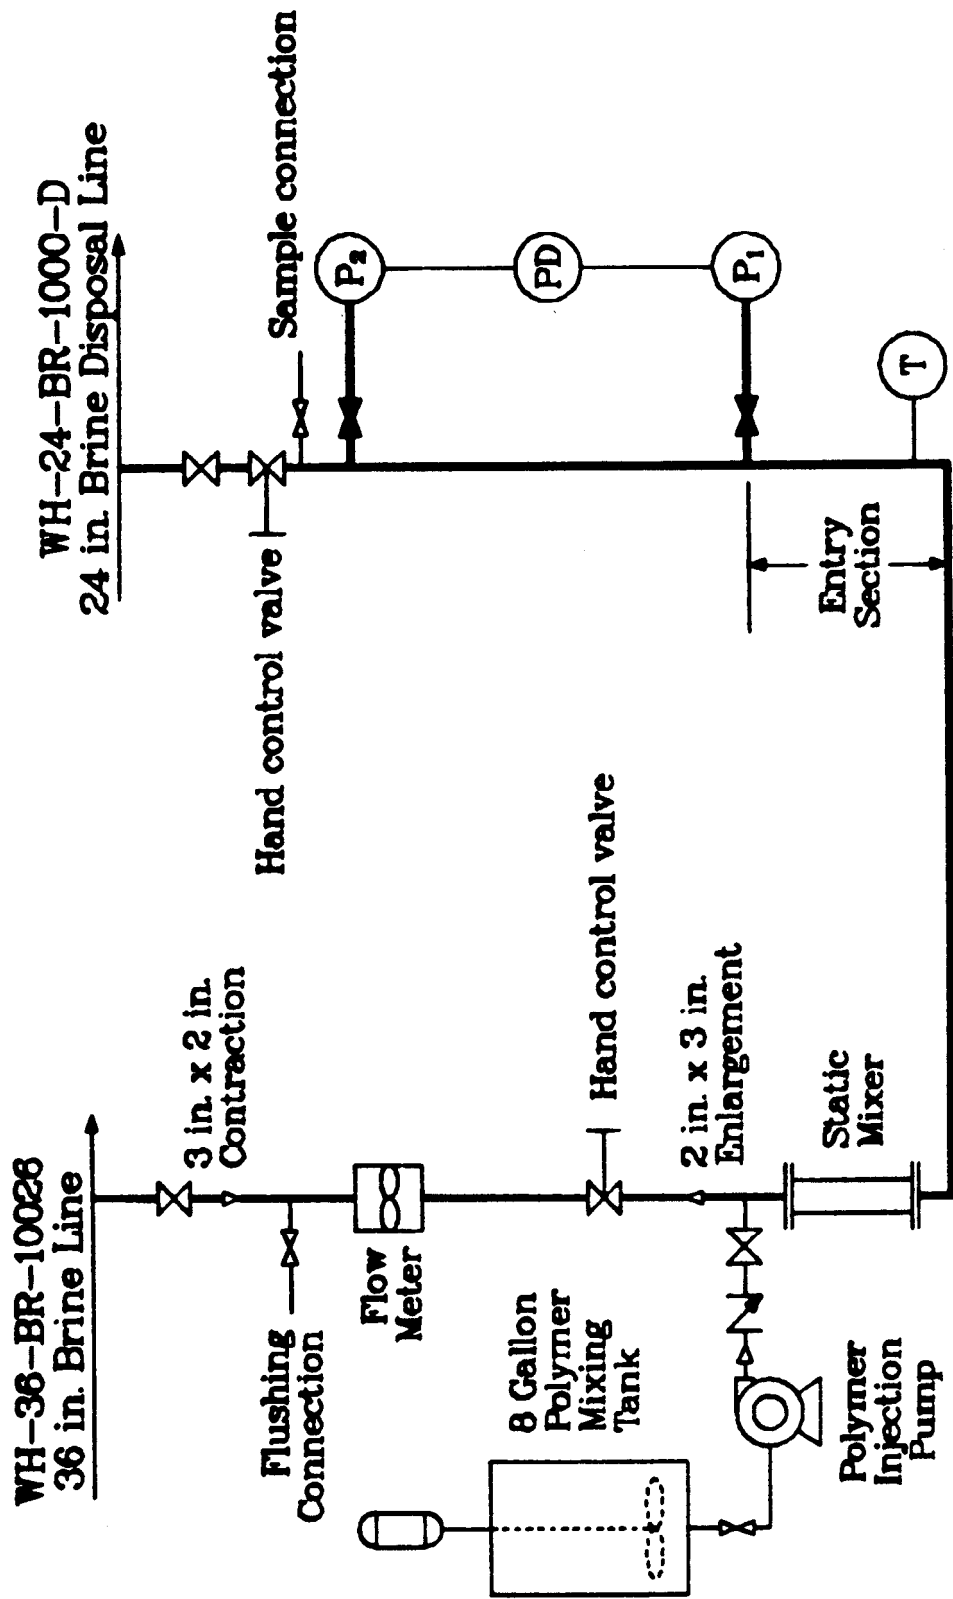 WH-36-BR-10026
36 in. Brine Line
WH-24-BR-1000-D
24 in. Brine Disposal Line
3 in. x 2 in.
Contraction
Flushing
Connection
Flow
Meter
Hand control valve
Sample connection
P₂
PD
P₁
T
Hand control valve
8 Gallon
Polymer
Mixing
Tank
2 in. x 3 in.
Enlargement
Static
Mixer
Entry
Section
Polymer
Injection
Pump